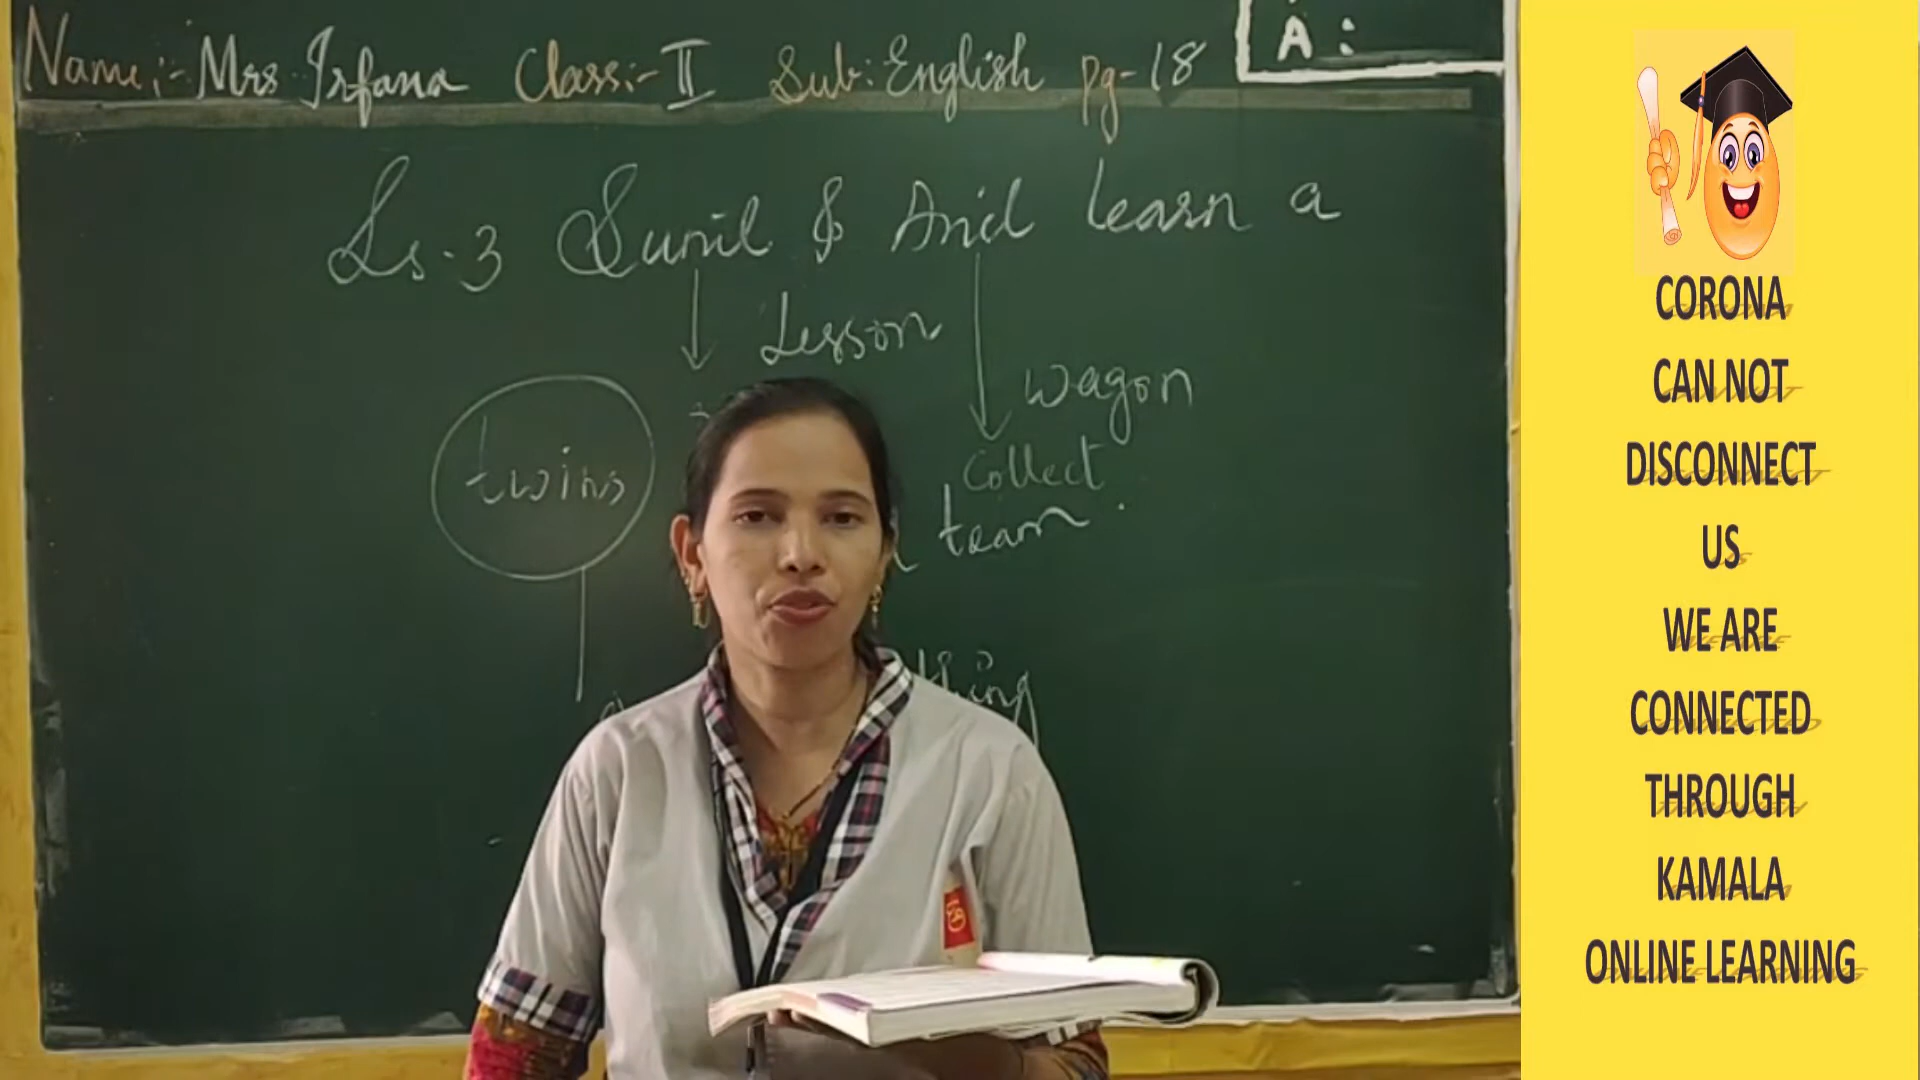 Name:- Mrs. Irfana Class:- II Sub: English pg-18
A :
Ls.3 Sunil & Anil learn a
Lesson
wagon
twins
Collect
team.
thing
CORONA
CAN NOT
DISCONNECT
US
WE ARE
CONNECTED
THROUGH
KAMALA
ONLINE LEARNING